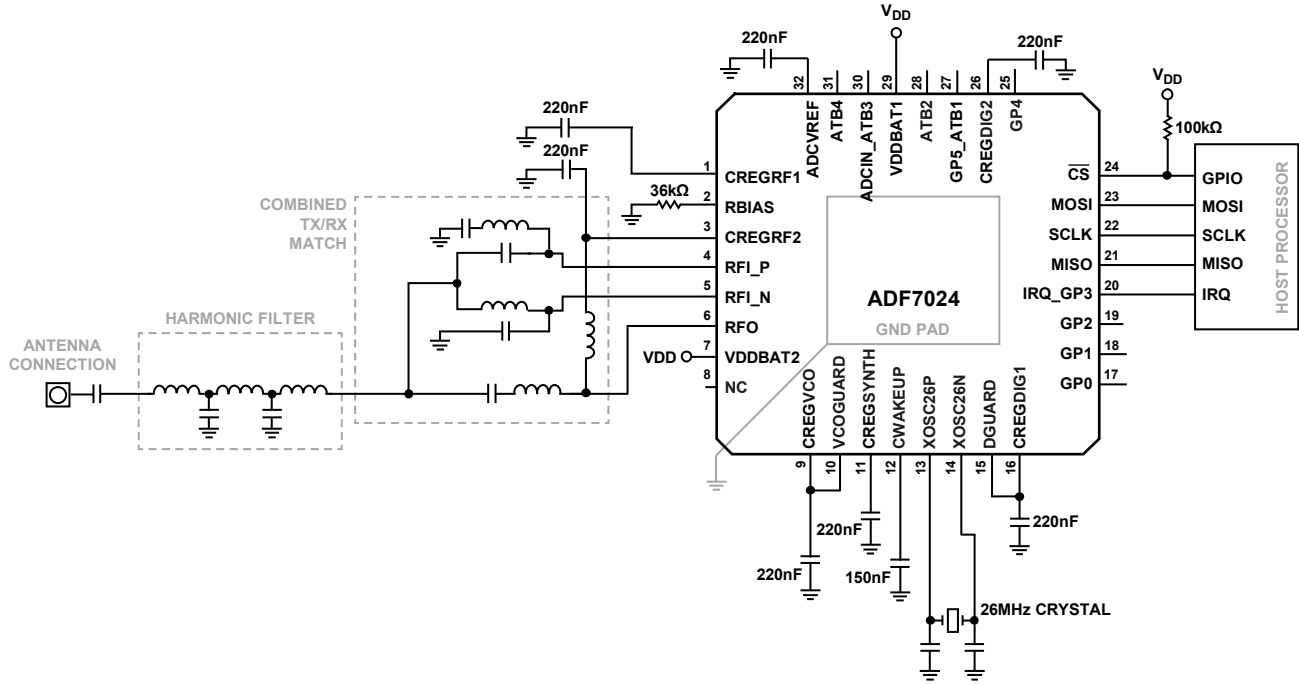 VDD
220nF
220nF
VDD
220nF
100kΩ
220nF
32
31
30
29
28
27
26
25
ADCVREF
ATB4
ADCIN_ATB3
VDDBAT1
ATB2
GP5_ATB1
CREGDIG2
GP4
COMBINED
TX/RX
MATCH
36kΩ
1
CREGRF1
2
RBIAS
3
CREGRF2
4
RFI_P
5
RFI_N
6
RFO
VDD
7
VDDBAT2
8
NC
CS
24
GPIO
MOSI
23
MOSI
SCLK
22
SCLK
MISO
21
MISO
IRQ_GP3
20
IRQ
GP2
19
GP1
18
GP0
17
HOST PROCESSOR
ADF7024
GND PAD
HARMONIC FILTER
ANTENNA
CONNECTION
CREGVCO
VCOGUARD
CREGSYNTH
CWAKEUP
XOSC26P
XOSC26N
DGUARD
CREGDIG1
9
10
11
12
13
14
15
16
220nF
220nF
220nF
150nF
26MHz CRYSTAL